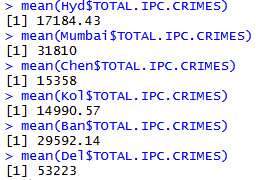 > mean(Hyd$TOTAL.IPC.CRIMES)
[1] 17184.43
> mean(Mumbai$TOTAL.IPC.CRIMES)
[1] 31810
> mean(Chen$TOTAL.IPC.CRIMES)
[1] 15358
> mean(Kol$TOTAL.IPC.CRIMES)
[1] 14990.57
> mean(Ban$TOTAL.IPC.CRIMES)
[1] 29592.14
> mean(Del$TOTAL.IPC.CRIMES)
[1] 53223